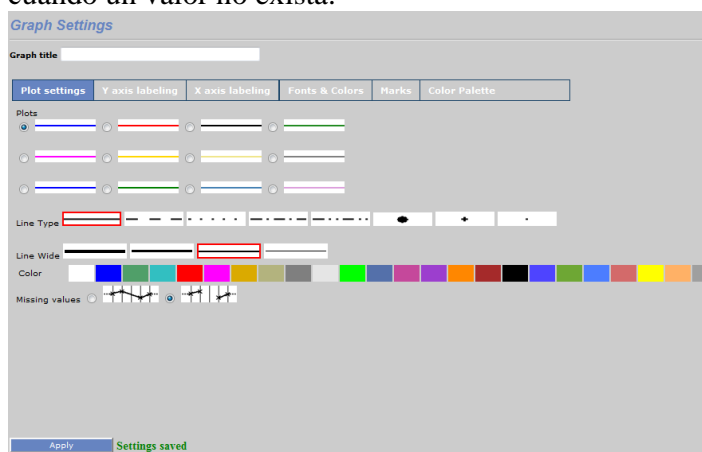 cuando un valor no exista.
Graph Settings
Graph title
Plot settings Y axis labeling X axis labeling Fonts & Colors Marks Color Palette
Plots
Line Type
Line Wide
Color
Missing values
Apply Settings saved